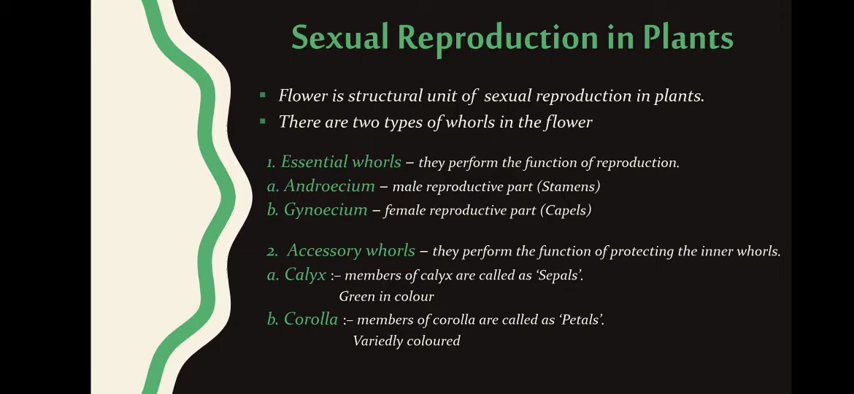 Sexual Reproduction in Plants
▪ Flower is structural unit of sexual reproduction in plants.
▪ There are two types of whorls in the flower
1. Essential whorls – they perform the function of reproduction.
a. Androecium – male reproductive part (Stamens)
b. Gynoecium – female reproductive part (Capels)
2. Accessory whorls – they perform the function of protecting the inner whorls.
a. Calyx :– members of calyx are called as ‘Sepals’.
Green in colour
b. Corolla :– members of corolla are called as ‘Petals’.
Variedly coloured